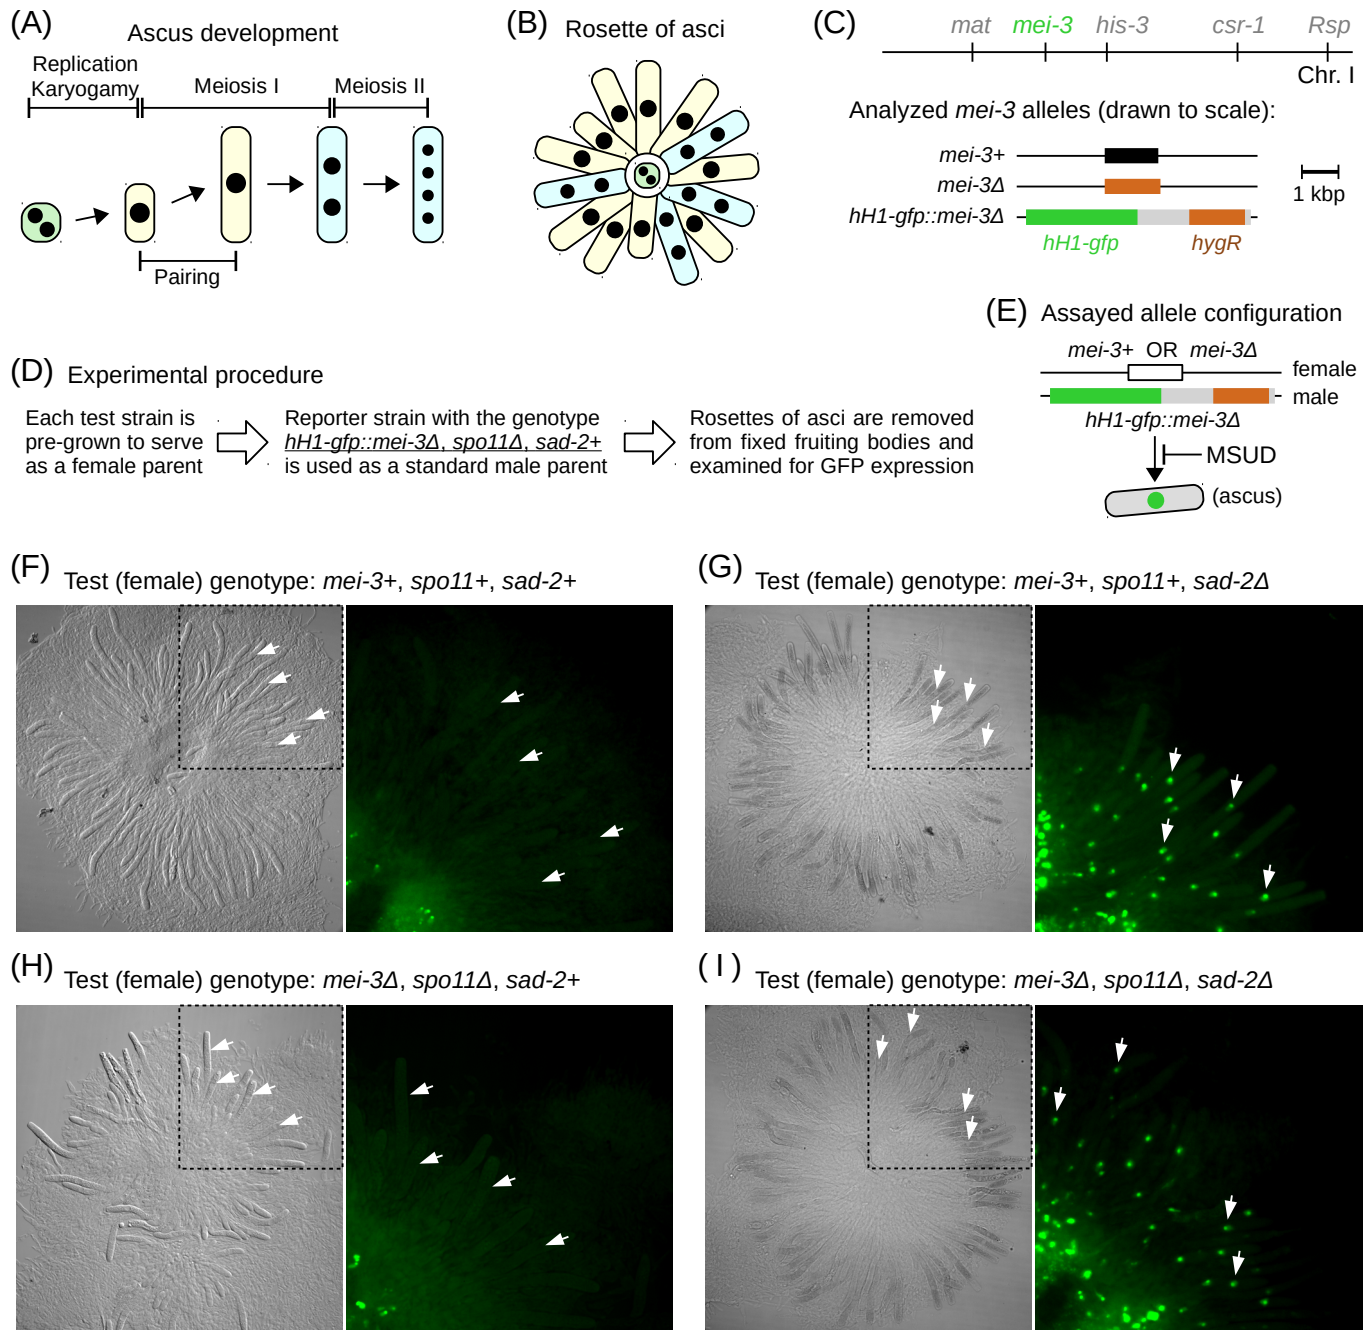 (A)
Ascus development
Replication
Karyogamy
Meiosis I
Meiosis II
Pairing
(B)
Rosette of asci
(C)
mat
mei-3
his-3
csr-1
Rsp
Chr. I
Analyzed mei-3 alleles (drawn to scale):
mei-3+
mei-3Δ
hH1-gfp::mei-3Δ
hH1-gfp
hygR
1 kbp
(D) Experimental procedure
Each test strain is
pre-grown to serve
as a female parent
Reporter strain with the genotype
hH1-gfp::mei-3Δ, spo11Δ, sad-2+
is used as a standard male parent
Rosettes of asci are removed
from fixed fruiting bodies and
examined for GFP expression
(E) Assayed allele configuration
mei-3+ OR mei-3Δ
female
male
hH1-gfp::mei-3Δ
MSUD
(ascus)
(F) Test (female) genotype: mei-3+, spo11+, sad-2+
(G) Test (female) genotype: mei-3+, spo11+, sad-2Δ
(H) Test (female) genotype: mei-3Δ, spo11Δ, sad-2+
(I) Test (female) genotype: mei-3Δ, spo11Δ, sad-2Δ